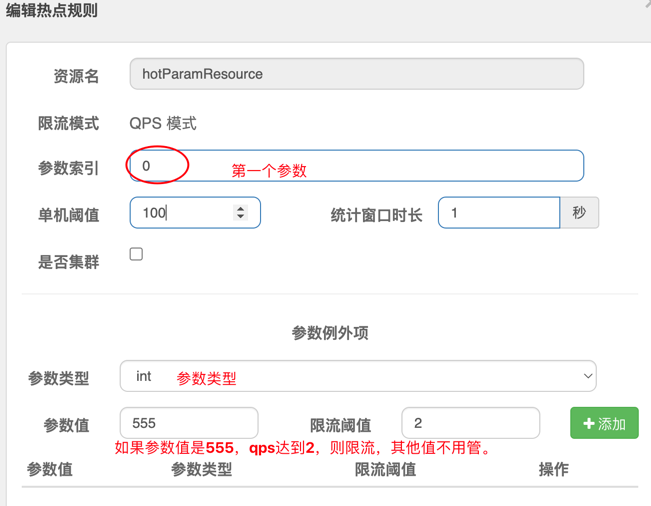 编辑热点规则
资源名 hotParamResource
限流模式 QPS 模式
参数索引 0 第一个参数
单机阈值 100 统计窗口时长 1 秒
是否集群
参数例外项
参数类型 int 参数类型
参数值 555 限流阈值 2 添加
如果参数值是555，qps达到2，则限流，其他值不用管。
参数值 参数类型 限流阈值 操作